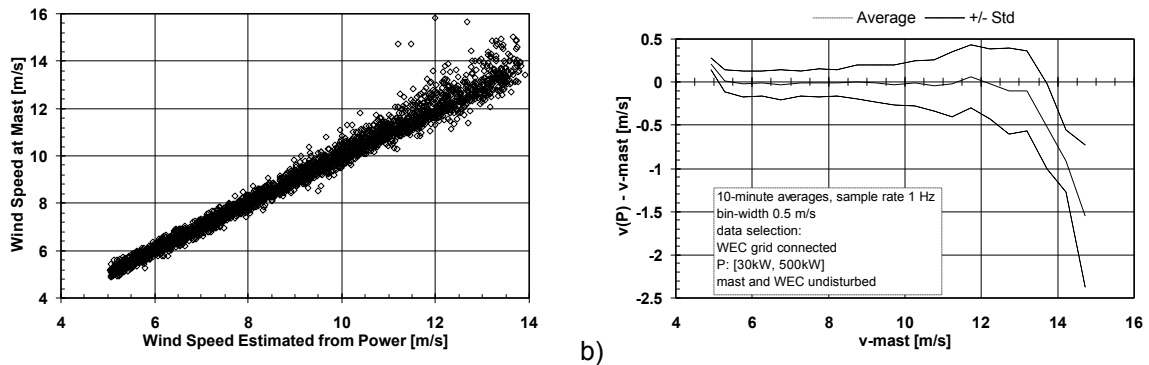 16
14
12
10
8
6
4
Wind Speed at Mast [m/s]
4 6 8 10 12 14
Wind Speed Estimated from Power [m/s]
b)
Average +/- Std
0.5
0
-0.5
-1
-1.5
-2
-2.5
v(P) - v-mast [m/s]
10-minute averages, sample rate 1 Hz
bin-width 0.5 m/s
data selection:
WEC grid connected
P: [30kW, 500kW]
mast and WEC undisturbed
4 6 8 10 12 14 16
v-mast [m/s]